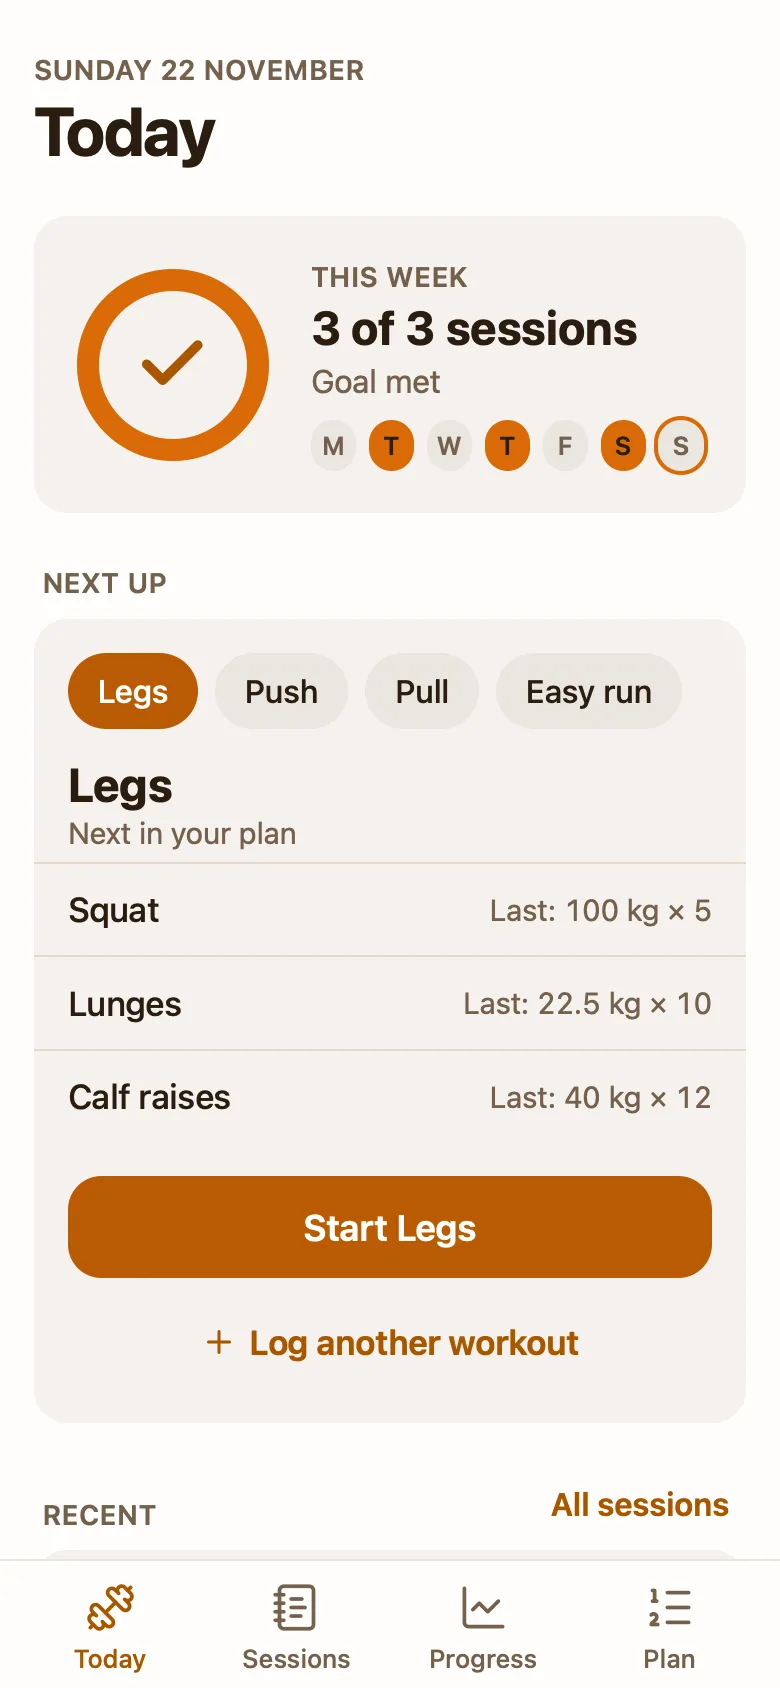 SUNDAY 22 NOVEMBER
Today
THIS WEEK
3 of 3 sessions
Goal met
M T W T F S S
NEXT UP
Legs Push Pull Easy run
Legs
Next in your plan
Squat Last: 100 kg × 5
Lunges Last: 22.5 kg × 10
Calf raises Last: 40 kg × 12
Start Legs
+ Log another workout
RECENT All sessions
Today Sessions Progress Plan